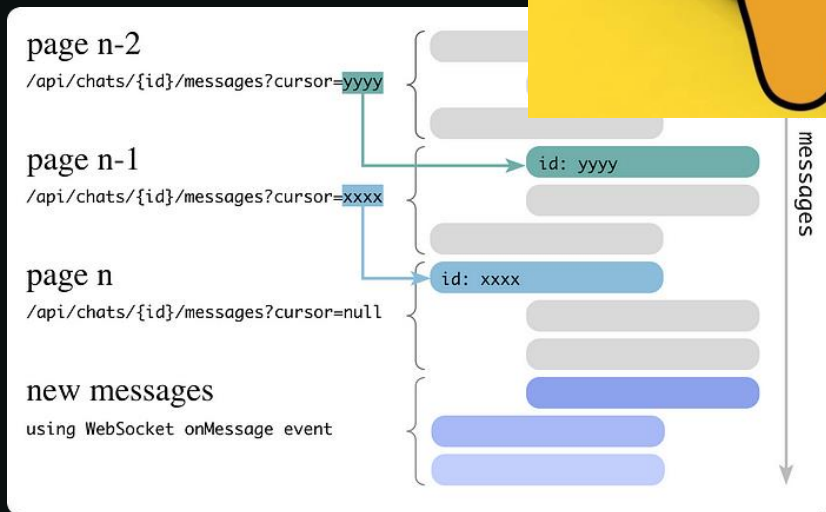 page n-2
/api/chats/{id}/messages?cursor=yyyy
page n-1
/api/chats/{id}/messages?cursor=xxxx
page n
/api/chats/{id}/messages?cursor=null
new messages
using WebSocket onMessage event
id: yyyy
id: xxxx
messages